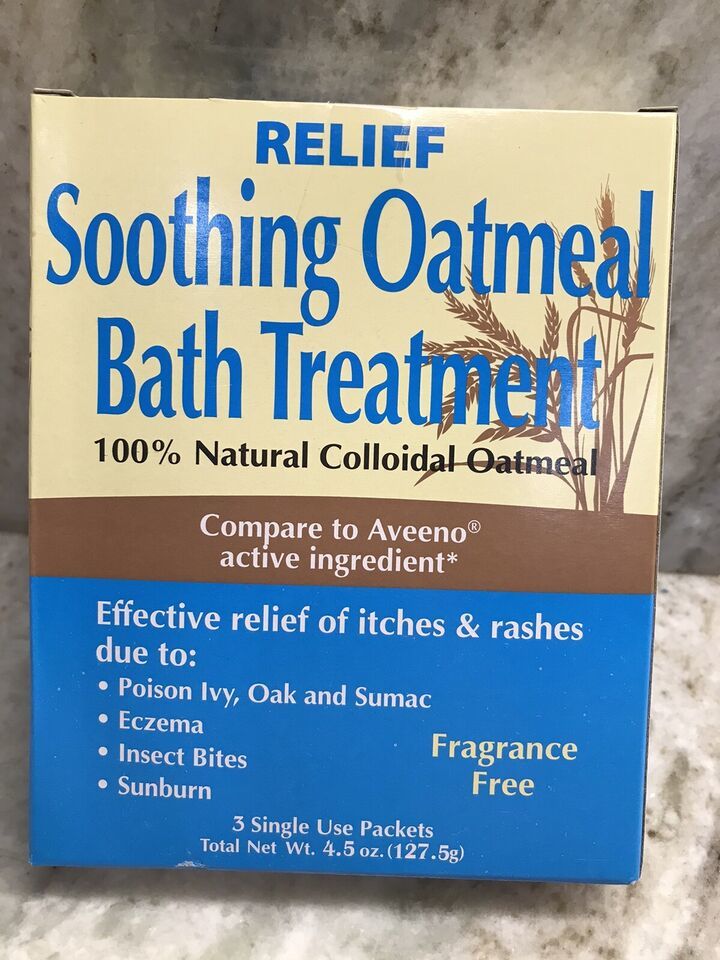 RELIEF
Soothing Oatmeal
Bath Treatment
100% Natural Colloidal Oatmeal
Compare to Aveeno®
active ingredient*
Effective relief of itches & rashes
due to:
• Poison Ivy, Oak and Sumac
• Eczema
• Insect Bites
• Sunburn
Fragrance
Free
3 Single Use Packets
Total Net Wt. 4.5 oz. (127.5g)